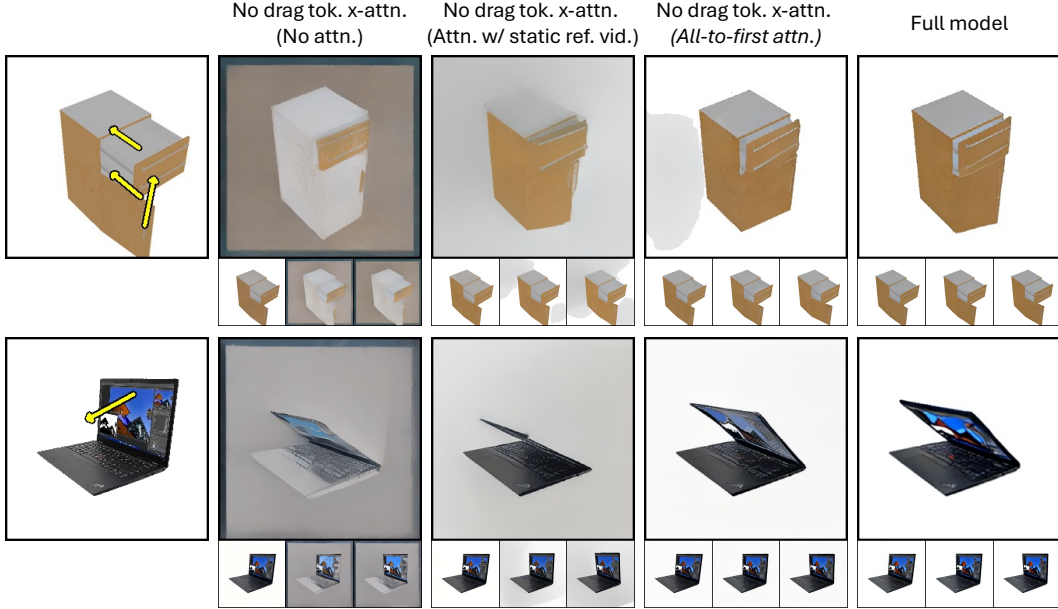 No drag tok. x-attn.
(No attn.)
No drag tok. x-attn.
(Attn. w/ static ref. vid.)
No drag tok. x-attn.
(All-to-first attn.)
Full model